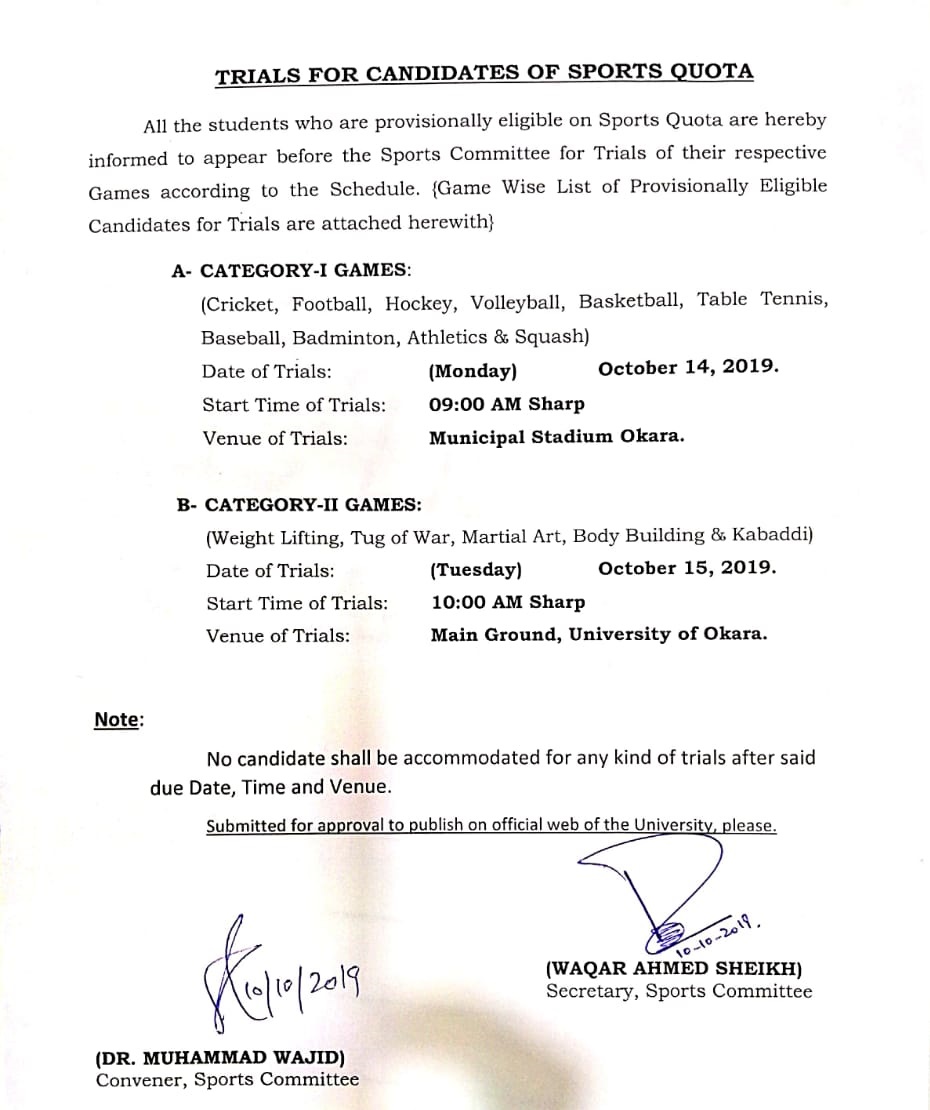 TRIALS FOR CANDIDATES OF SPORTS QUOTA
All the students who are provisionally eligible on Sports Quota are hereby
informed to appear before the Sports Committee for Trials of their respective
Games according to the Schedule. {Game Wise List of Provisionally Eligible
Candidates for Trials are attached herewith}
A- CATEGORY-I GAMES:
(Cricket, Football, Hockey, Volleyball, Basketball, Table Tennis,
Baseball, Badminton, Athletics & Squash)
Date of Trials: (Monday) October 14, 2019.
Start Time of Trials: 09:00 AM Sharp
Venue of Trials: Municipal Stadium Okara.
B- CATEGORY-II GAMES:
(Weight Lifting, Tug of War, Martial Art, Body Building & Kabaddi)
Date of Trials: (Tuesday) October 15, 2019.
Start Time of Trials: 10:00 AM Sharp
Venue of Trials: Main Ground, University of Okara.
Note:
No candidate shall be accommodated for any kind of trials after said
due Date, Time and Venue.
Submitted for approval to publish on official web of the University, please.
10-10-2019.
(WAQAR AHMED SHEIKH)
Secretary, Sports Committee
10/10/2019
(DR. MUHAMMAD WAJID)
Convener, Sports Committee